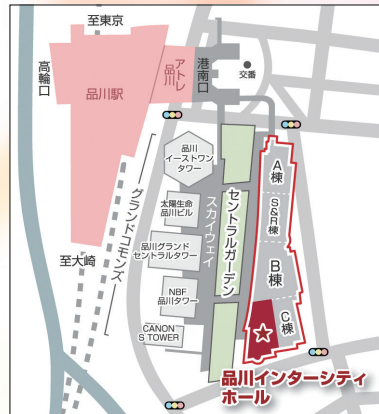 至東京
高輪口
品川駅
アトレ
品川
港南口
交番
品川
イーストワン
タワー
太陽生命
品川ビル
品川グランド
セントラルタワー
NBF
品川タワー
CANON
S TOWER
グランドコモンズ
スカイウェイ
セントラルガーデン
A棟
S&R棟
B棟
C棟
至大崎
品川インターシティ
ホール